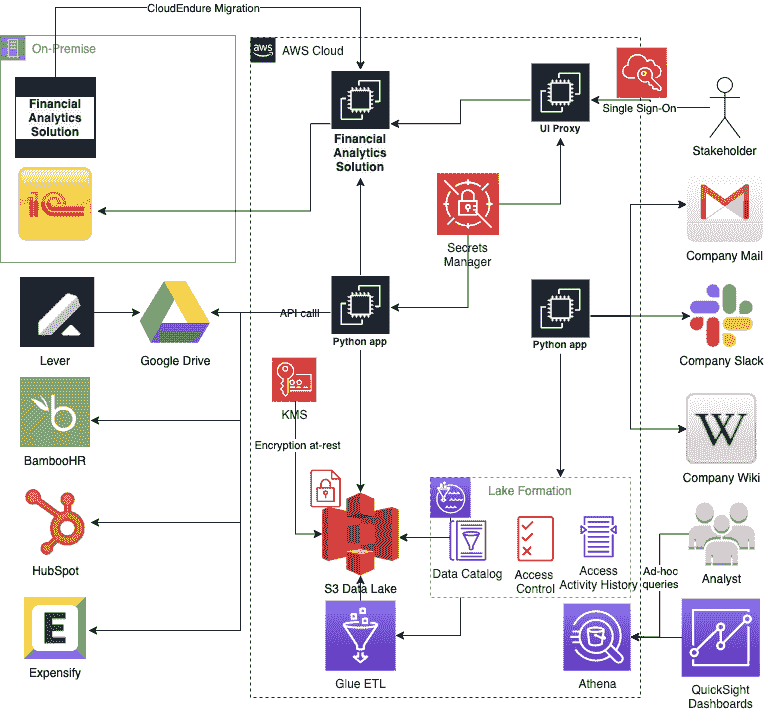 CloudEndure Migration
On-Premise
aws
AWS Cloud
Financial
Analytics
Solution
Financial
Analytics
Solution
UI Proxy
Single Sign-On
Stakeholder
1C
Secrets
Manager
Company Mail
Lever
Google Drive
API calll
Python app
Python app
Company Slack
KMS
BambooHR
Encryption at-rest
W
Company Wiki
Lake Formation
HubSpot
S3 Data Lake
Data Catalog
Access
Control
Access
Activity History
Ad-hoc
queries
Analyst
E
Expensify
Glue ETL
Athena
QuickSight
Dashboards